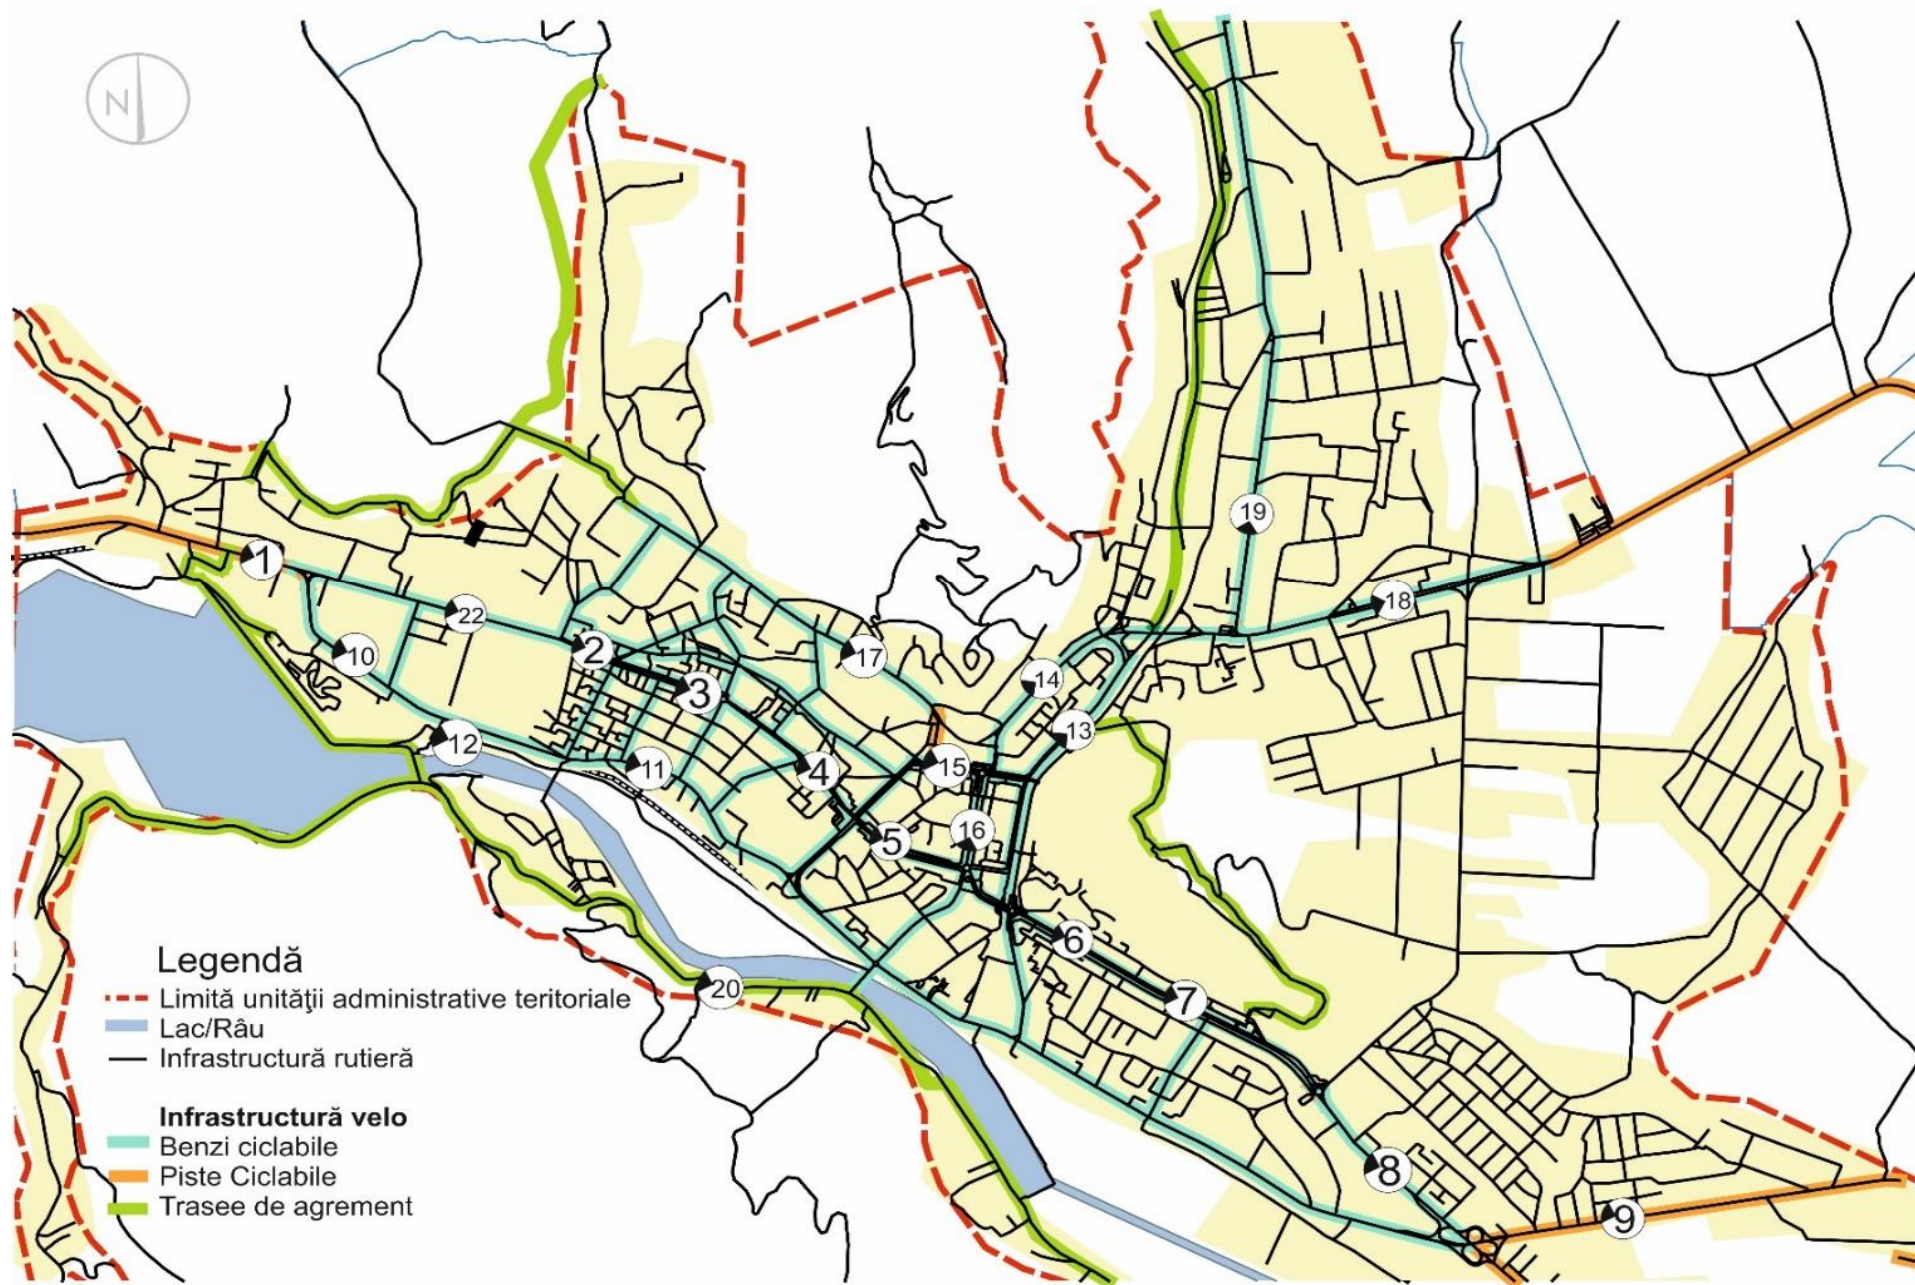 N
19
1
18
22
2
10
17
3
14
13
12
11
4
15
16
5
6
20
7
8
9
Legendă
Limită unităţii administrative teritoriale
Lac/Râu
Infrastructură rutieră
Infrastructură velo
Benzi ciclabile
Piste Ciclabile
Trasee de agrement